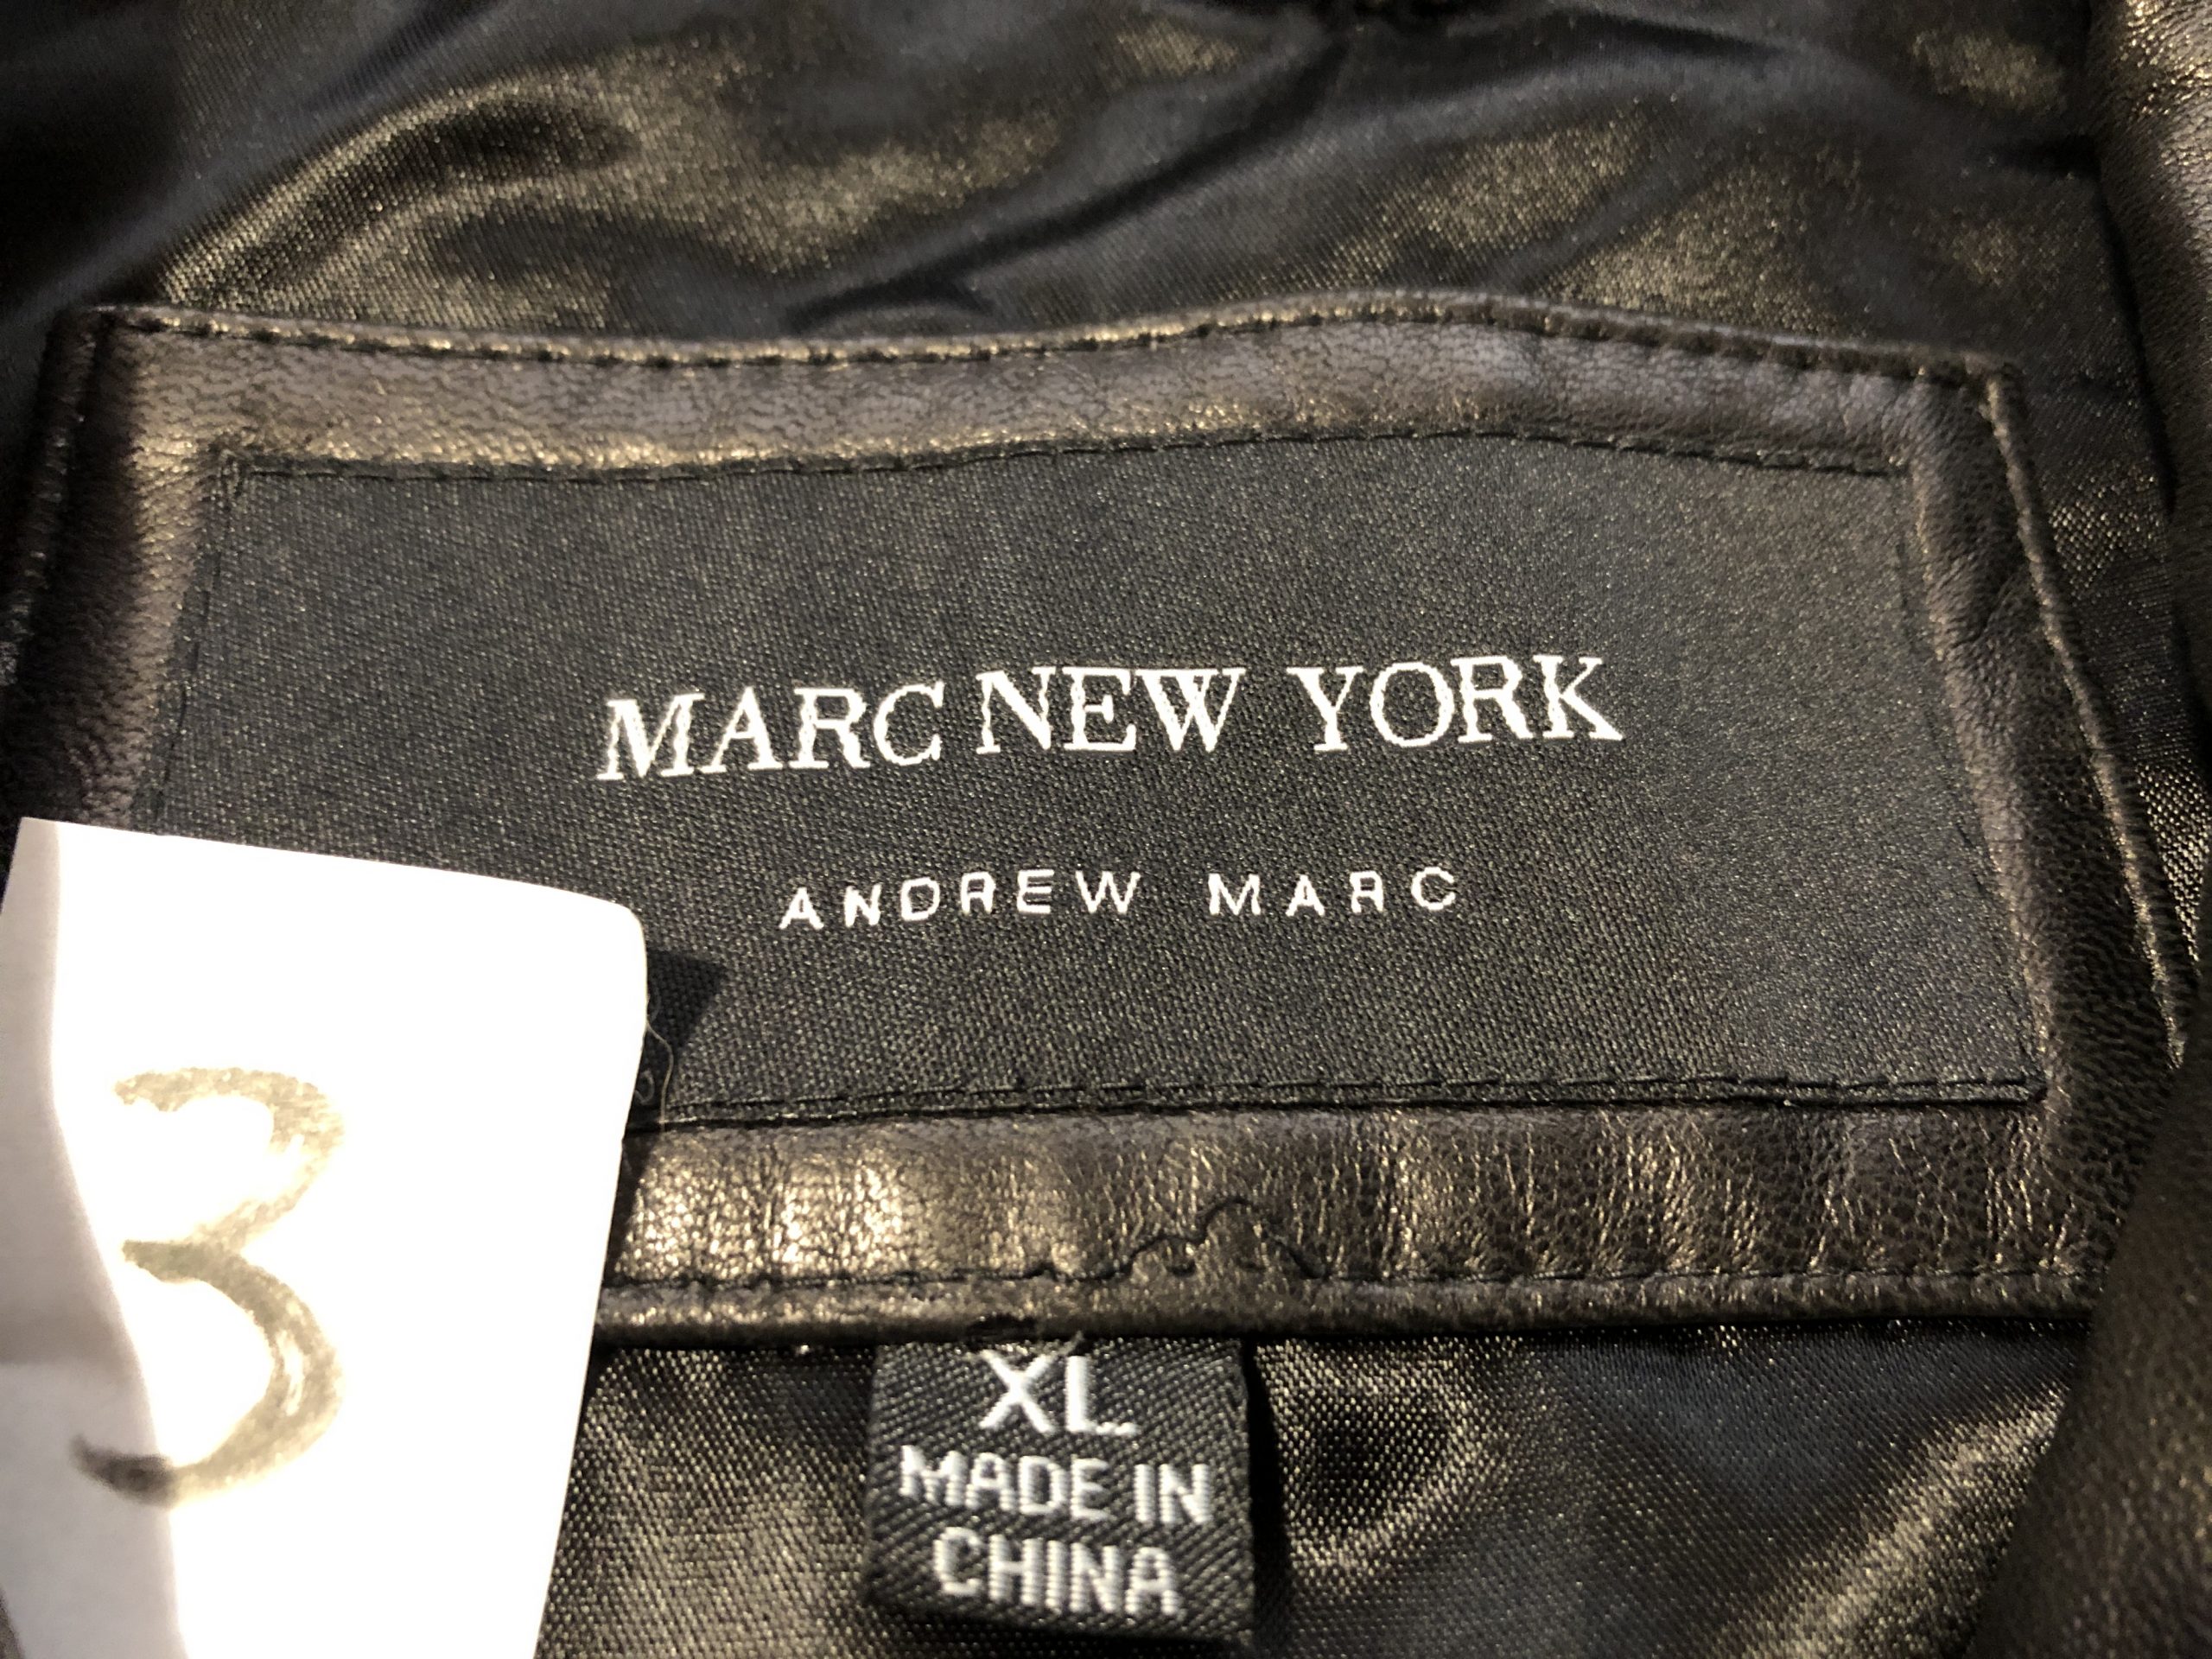 MARC NEW YORK
ANDREW MARC
3
XL
MADE IN
CHINA